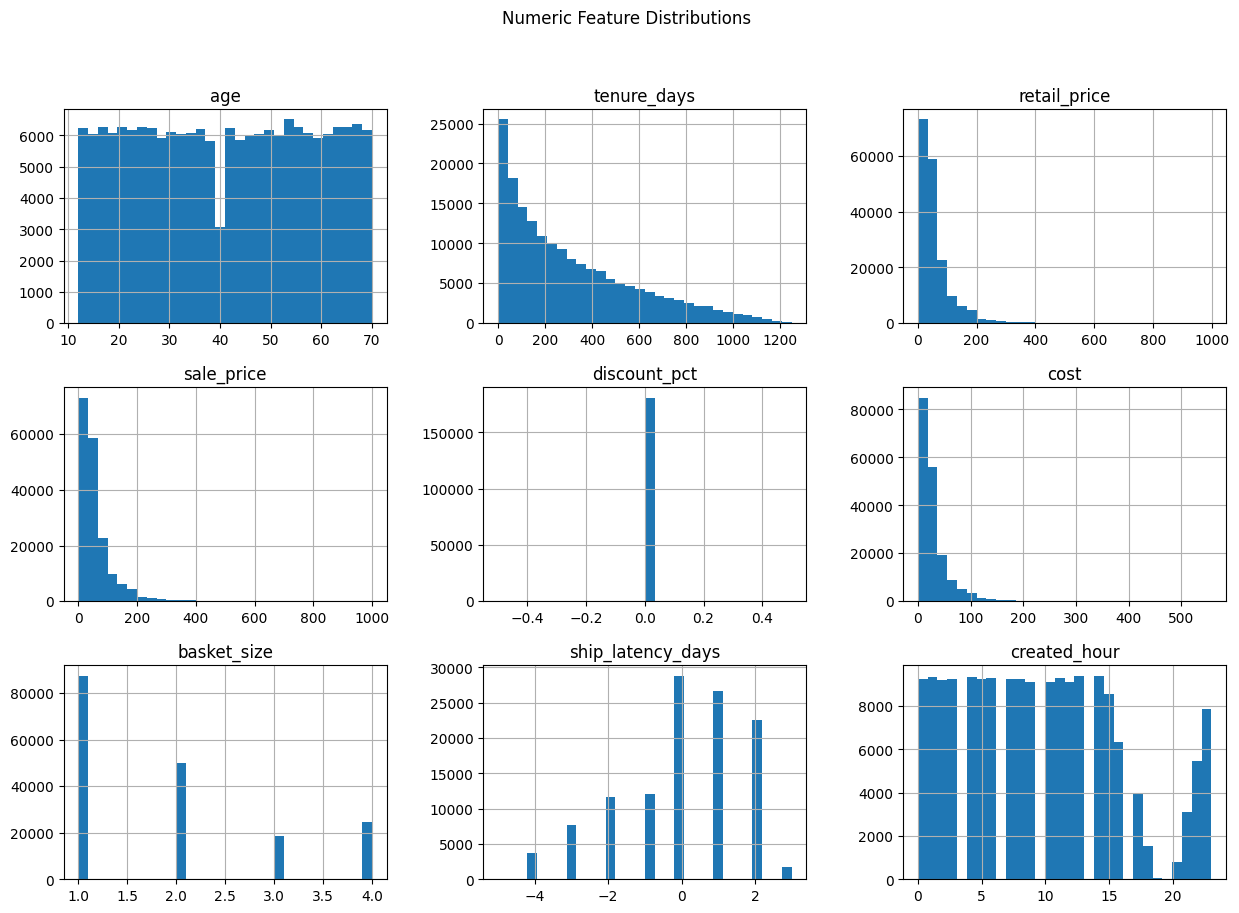 Numeric Feature Distributions
age
tenure_days
retail_price
6000
5000
4000
3000
2000
1000
0
10 20 30 40 50 60 70
25000
20000
15000
10000
5000
0
0 200 400 600 800 1000 1200
60000
40000
20000
0
0 200 400 600 800 1000
sale_price
discount_pct
cost
60000
40000
20000
0
0 200 400 600 800 1000
150000
100000
50000
0
−0.4 −0.2 0.0 0.2 0.4
80000
60000
40000
20000
0
0 100 200 300 400 500
basket_size
ship_latency_days
created_hour
80000
60000
40000
20000
0
1.0 1.5 2.0 2.5 3.0 3.5 4.0
30000
25000
20000
15000
10000
5000
0
−4 −2 0 2
8000
6000
4000
2000
0
0 5 10 15 20